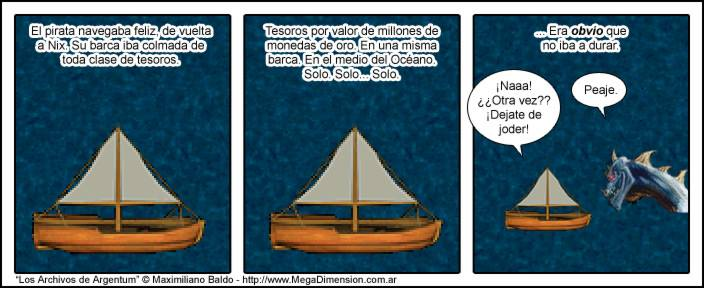 El pirata navegaba feliz, de vuelta
a Nix. Su barca iba colmada de
toda clase de tesoros.
Tesoros por valor de millones de
monedas de oro. En una misma
barca. En el medio del Océano.
Solo. Solo... Solo.
... Era obvio que
no iba a durar.
¡Naaa!
¿¿Otra vez??
¡Dejate de
joder!
Peaje.
"Los Archivos de Argentum" © Maximiliano Baldo - http://www.MegaDimension.com.ar